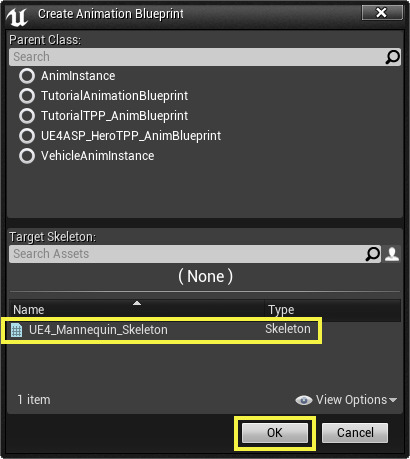 Create Animation Blueprint
Parent Class:
Search
AnimInstance
TutorialAnimationBlueprint
TutorialTPP_AnimBlueprint
UE4ASP_HeroTPP_AnimBlueprint
VehicleAnimInstance
Target Skeleton:
Search Assets
( None )
Name Type
UE4_Mannequin_Skeleton Skeleton
1 item View Options
OK Cancel